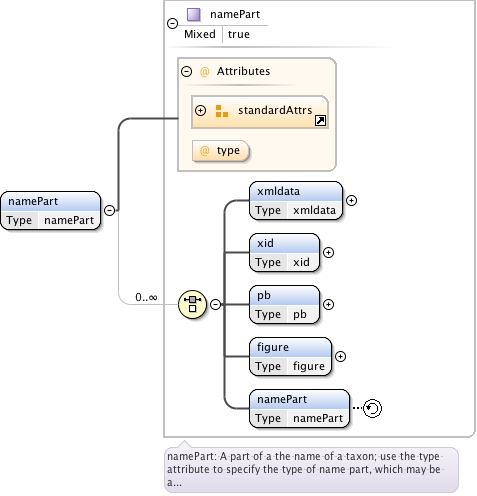 namePart
Mixed true
@ Attributes
standardAttrs
@ type
namePart
Type namePart
0..∞
xmldata
Type xmldata
xid
Type xid
pb
Type pb
figure
Type figure
namePart
Type namePart
namePart: A part of a the name of a taxon; use the type
attribute to specify the type of name part, which may be
a...